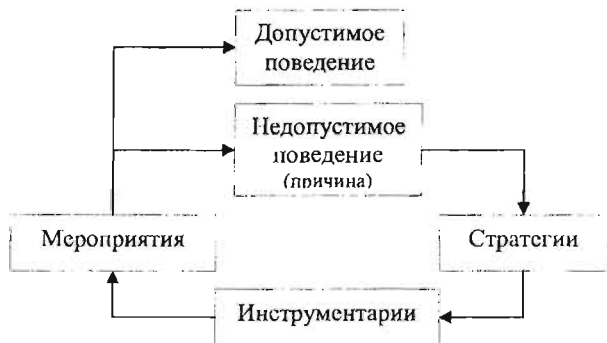 Допустимое
поведение
Недопустимое
поведение
(причина)
Мероприятия
Стратегии
Инструментарии